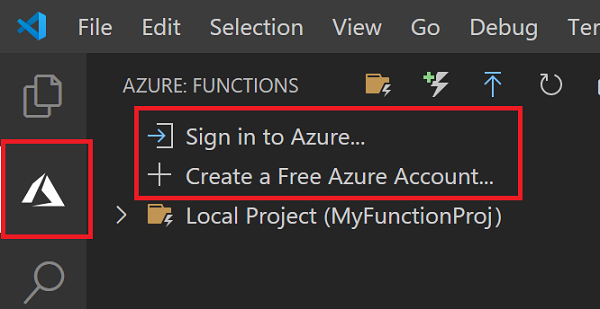 File Edit Selection View Go Debug
AZURE: FUNCTIONS
Sign in to Azure...
Create a Free Azure Account...
Local Project (MyFunctionProj)